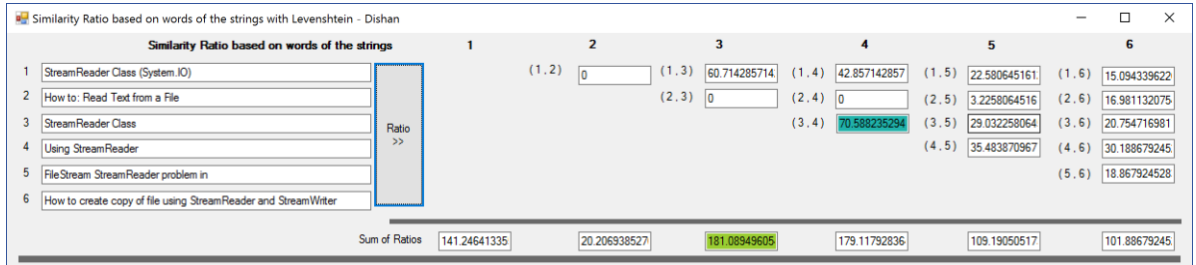 Similarity Ratio based on words of the strings with Levenshtein - Dishan
Similarity Ratio based on words of the strings 1 2 3 4 5 6
1 StreamReader Class (System.IO) (1.2) 0 (1.3) 60.714285714 (1.4) 42.857142857 (1.5) 22.580645161 (1.6) 15.094339622
2 How to: Read Text from a File (2.3) 0 (2.4) 0 (2.5) 3.2258064516 (2.6) 16.981132075
3 StreamReader Class (3.4) 70.588235294 (3.5) 29.032258064 (3.6) 20.754716981
Ratio >>
4 Using StreamReader (4.5) 35.483870967 (4.6) 30.188679245
5 FileStream StreamReader problem in (5.6) 18.867924528
6 How to create copy of file using StreamReader and StreamWriter
Sum of Ratios 141.24641335 20.206938527 181.08949605 179.11792836 109.19050517 101.88679245